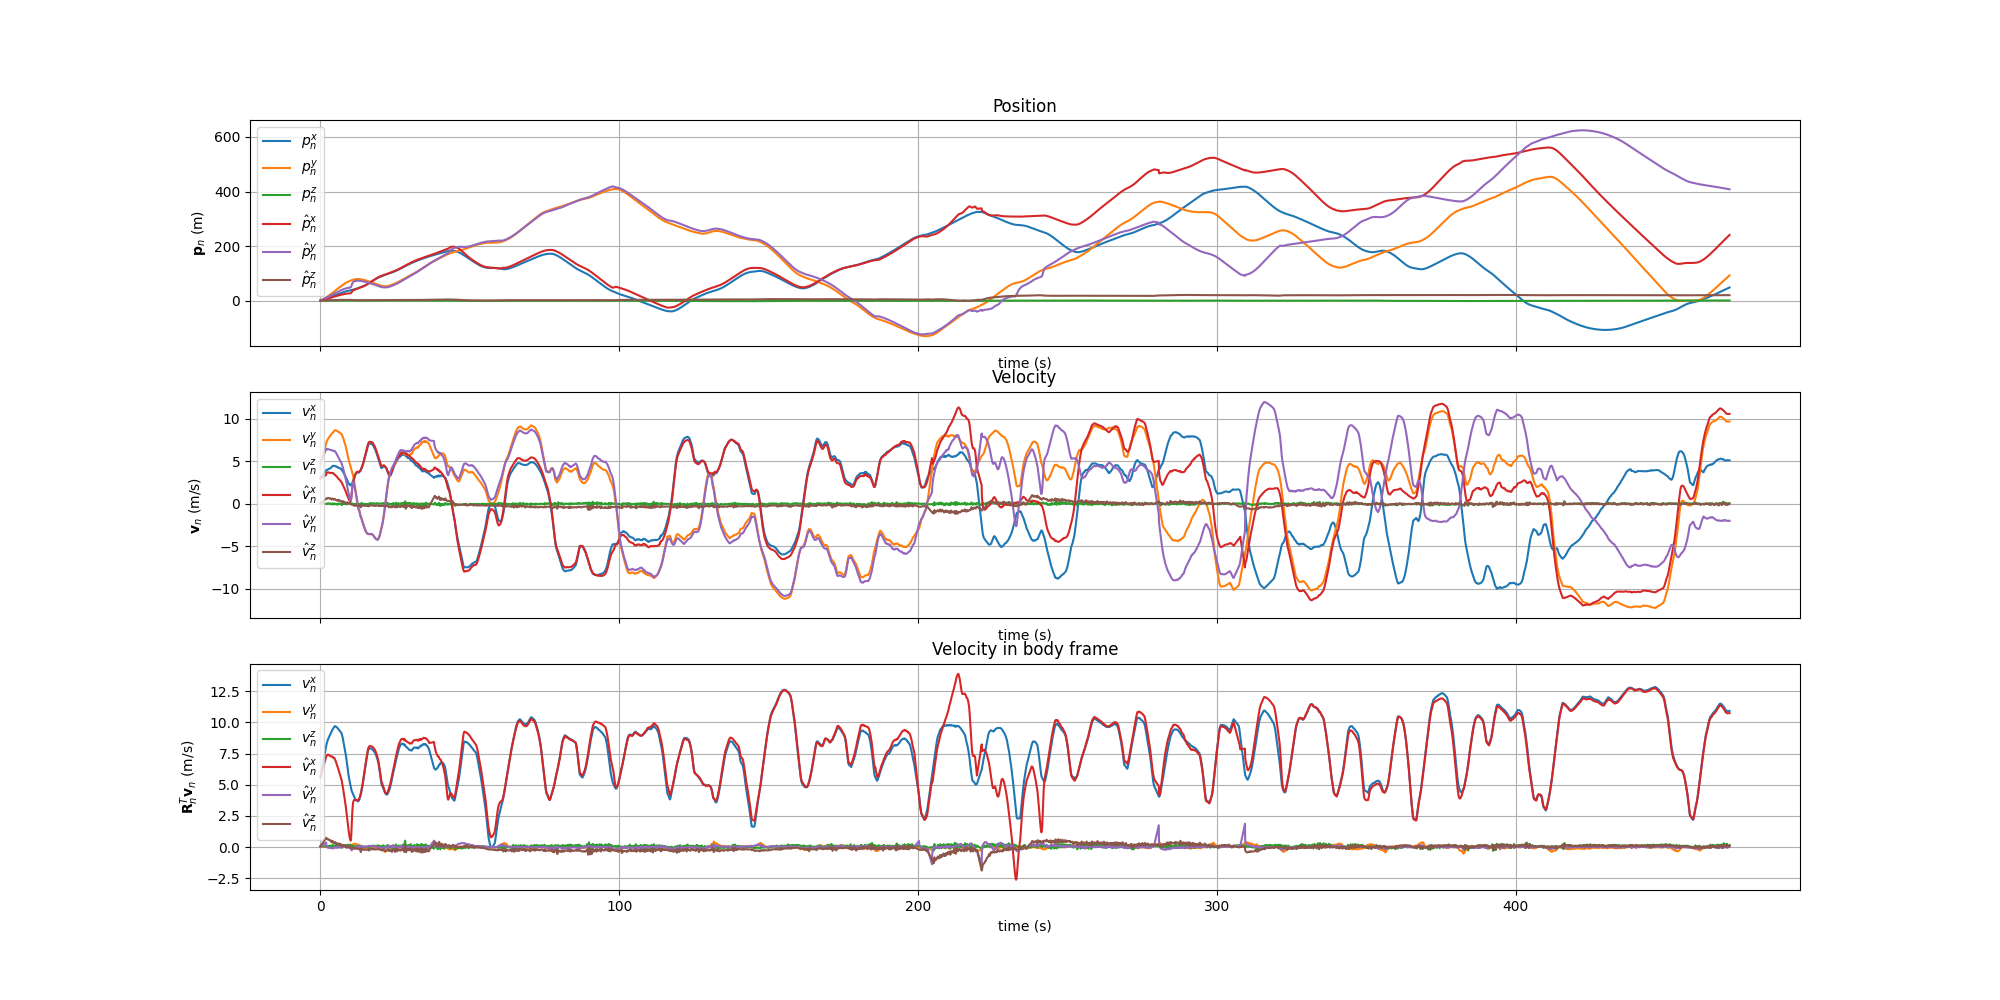 Position
600
400
200
0
p_n (m)
p_n^x
p_n^y
p_n^z
p̂_n^x
p̂_n^y
p̂_n^z
time (s)
Velocity
10
5
0
−5
−10
v_n (m/s)
v_n^x
v_n^y
v_n^z
v̂_n^x
v̂_n^y
v̂_n^z
time (s)
Velocity in body frame
12.5
10.0
7.5
5.0
2.5
0.0
−2.5
R_n^T v_n (m/s)
v_n^x
v_n^y
v_n^z
v̂_n^x
v̂_n^y
v̂_n^z
0 100 200 300 400
time (s)